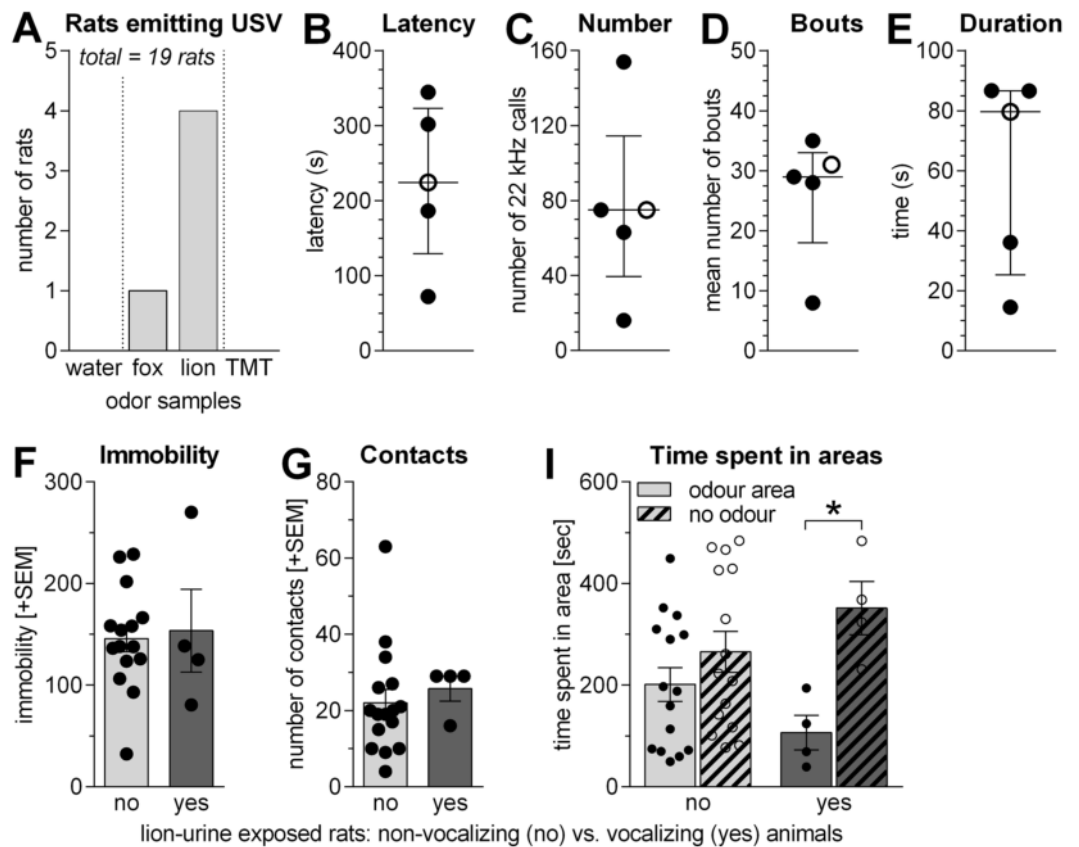 A Rats emitting USV
total = 19 rats
number of rats
5
4
3
2
1
0
water fox lion TMT
odor samples
B Latency
latency (s)
400
300
200
100
0
C Number
number of 22 kHz calls
160
120
80
40
0
D Bouts
mean number of bouts
50
40
30
20
10
0
E Duration
time (s)
100
80
60
40
20
0
F Immobility
immobility [+SEM]
300
150
150
0
no yes
G Contacts
number of contacts [+SEM]
80
60
40
20
0
no yes
I Time spent in areas
odour area
no odour
*
time spent in area [sec]
600
400
200
0
no yes
lion-urine exposed rats: non-vocalizing (no) vs. vocalizing (yes) animals